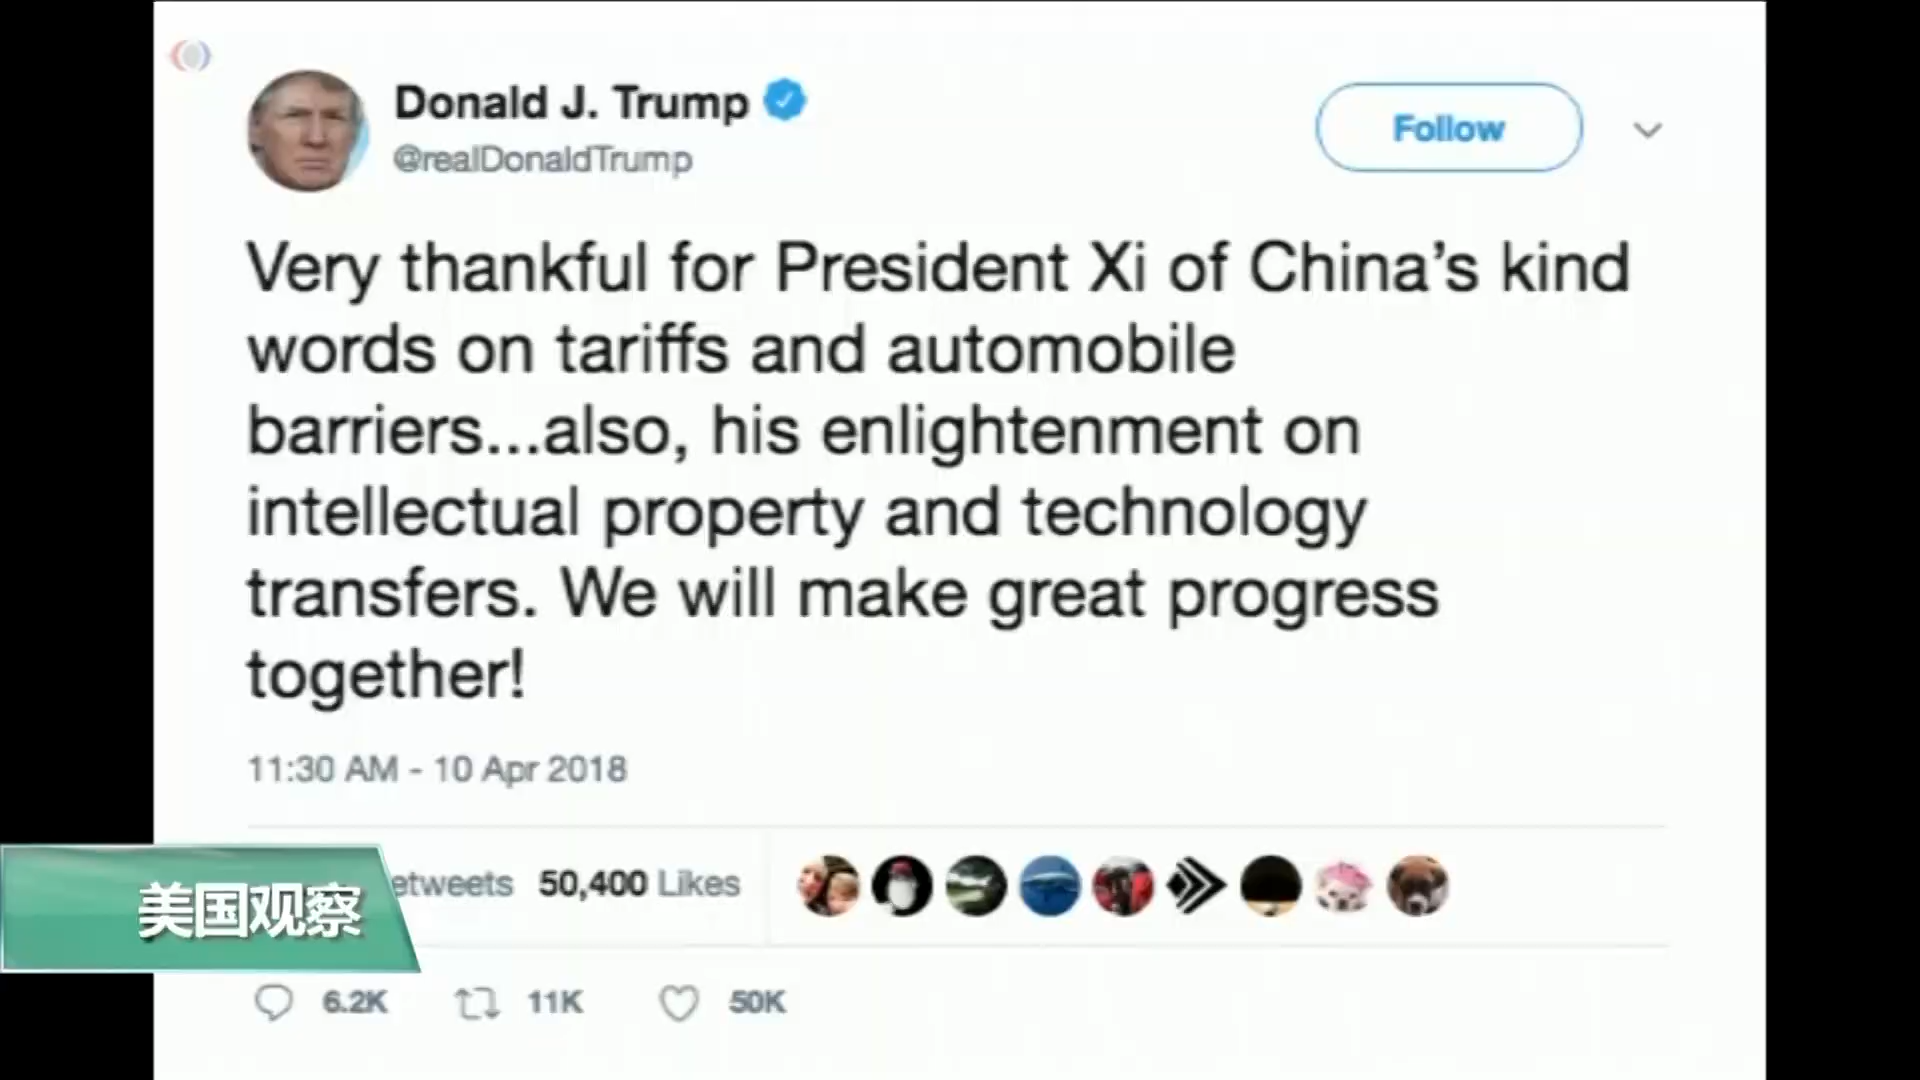 Donald J. Trump
@realDonaldTrump
Follow
Very thankful for President Xi of China’s kind
words on tariffs and automobile
barriers...also, his enlightenment on
intellectual property and technology
transfers. We will make great progress
together!
11:30 AM - 10 Apr 2018
etweets 50,400 Likes
美国观察
6.2K 11K 50K